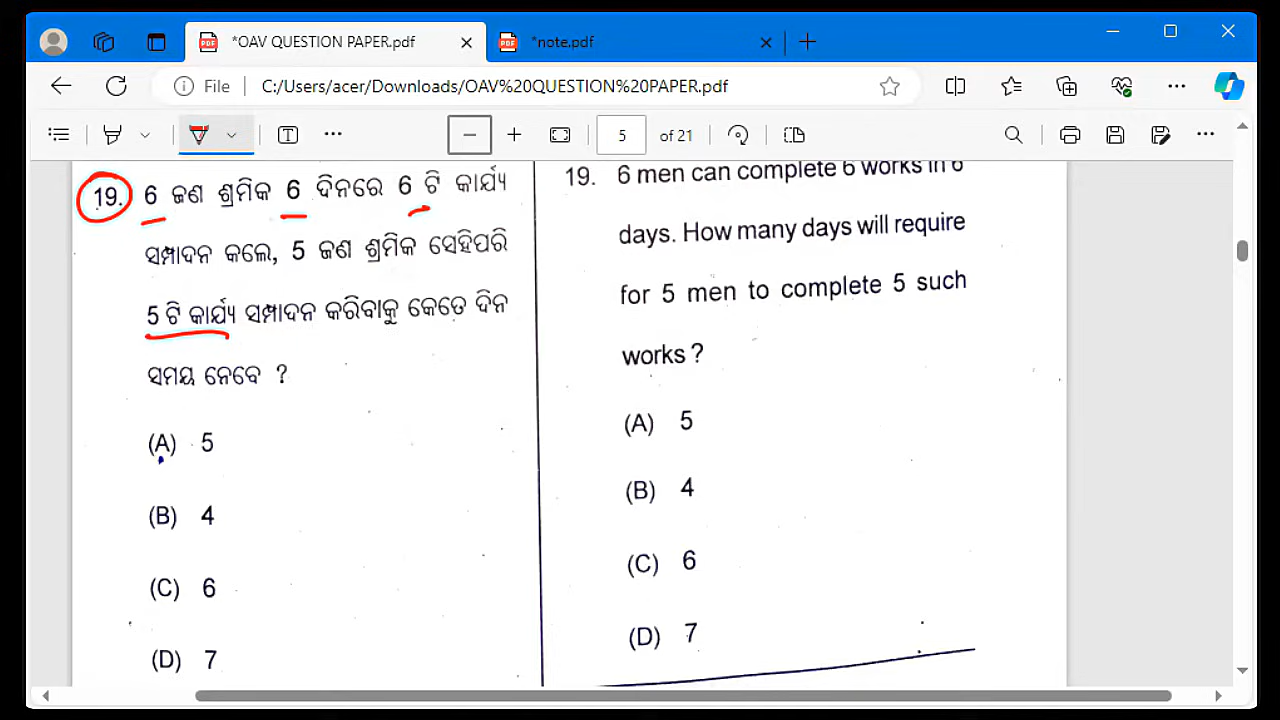 *OAV QUESTION PAPER.pdf
*note.pdf
File C:/Users/acer/Downloads/OAV%20QUESTION%20PAPER.pdf
5 of 21
19. 6 ଜଣ ଶ୍ରମିକ 6 ଦିନରେ 6 ଟି କାର୍ଯ୍ୟ
ସମ୍ପାଦନ କଲେ, 5 ଜଣ ଶ୍ରମିକ ସେହିପରି
5 ଟି କାର୍ଯ୍ୟ ସମ୍ପାଦନ କରିବାକୁ କେତେ ଦିନ
ସମୟ ନେବେ ?
(A) 5
(B) 4
(C) 6
(D) 7
19. 6 men can complete 6 works in 6
days. How many days will require
for 5 men to complete 5 such
works ?
(A) 5
(B) 4
(C) 6
(D) 7